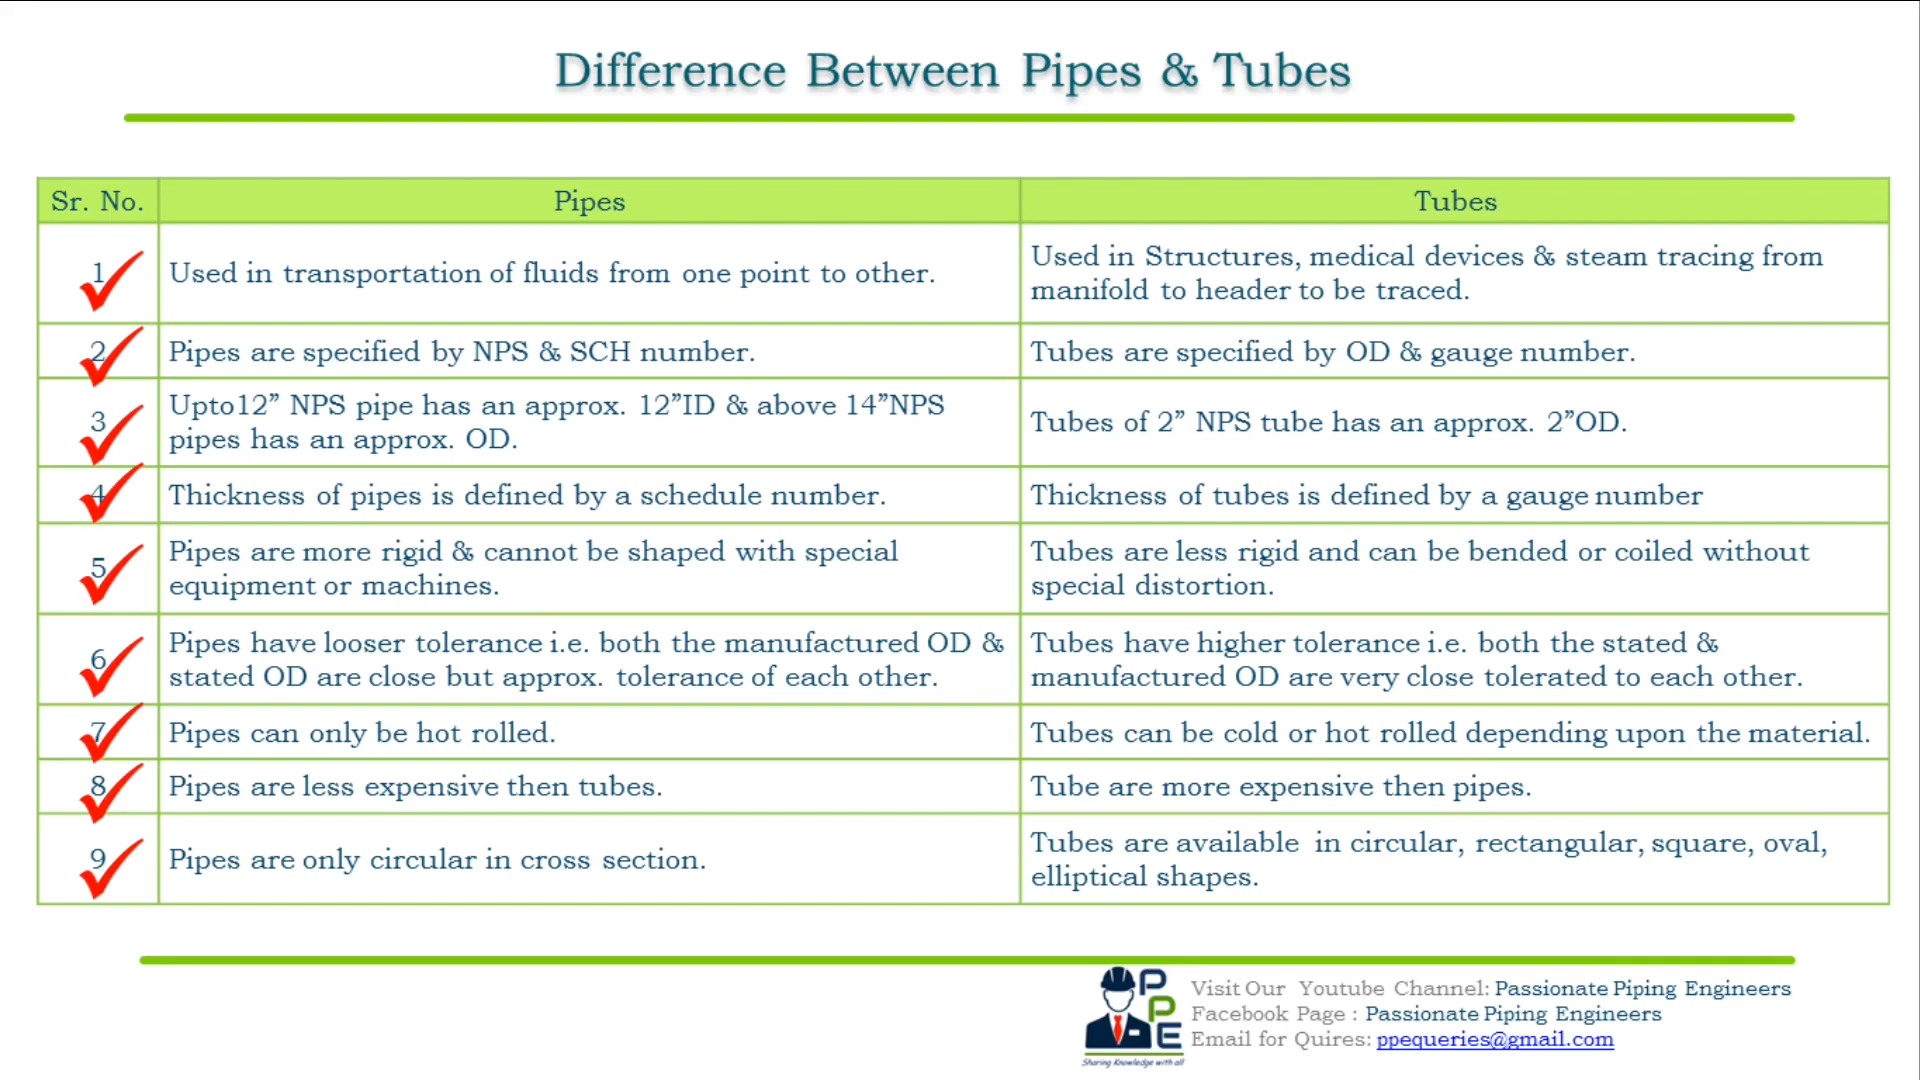 Difference Between Pipes & Tubes
Sr. No.
Pipes
Tubes
1
Used in transportation of fluids from one point to other.
Used in Structures, medical devices & steam tracing from
manifold to header to be traced.
2
Pipes are specified by NPS & SCH number.
Tubes are specified by OD & gauge number.
3
Upto12” NPS pipe has an approx. 12”ID & above 14”NPS
pipes has an approx. OD.
Tubes of 2” NPS tube has an approx. 2”OD.
4
Thickness of pipes is defined by a schedule number.
Thickness of tubes is defined by a gauge number
5
Pipes are more rigid & cannot be shaped with special
equipment or machines.
Tubes are less rigid and can be bended or coiled without
special distortion.
6
Pipes have looser tolerance i.e. both the manufactured OD &
stated OD are close but approx. tolerance of each other.
Tubes have higher tolerance i.e. both the stated &
manufactured OD are very close tolerated to each other.
7
Pipes can only be hot rolled.
Tubes can be cold or hot rolled depending upon the material.
8
Pipes are less expensive then tubes.
Tube are more expensive then pipes.
9
Pipes are only circular in cross section.
Tubes are available in circular, rectangular, square, oval,
elliptical shapes.
PPE
Sharing Knowledge with all
Visit Our Youtube Channel: Passionate Piping Engineers
Facebook Page : Passionate Piping Engineers
Email for Quires: ppequeries@gmail.com